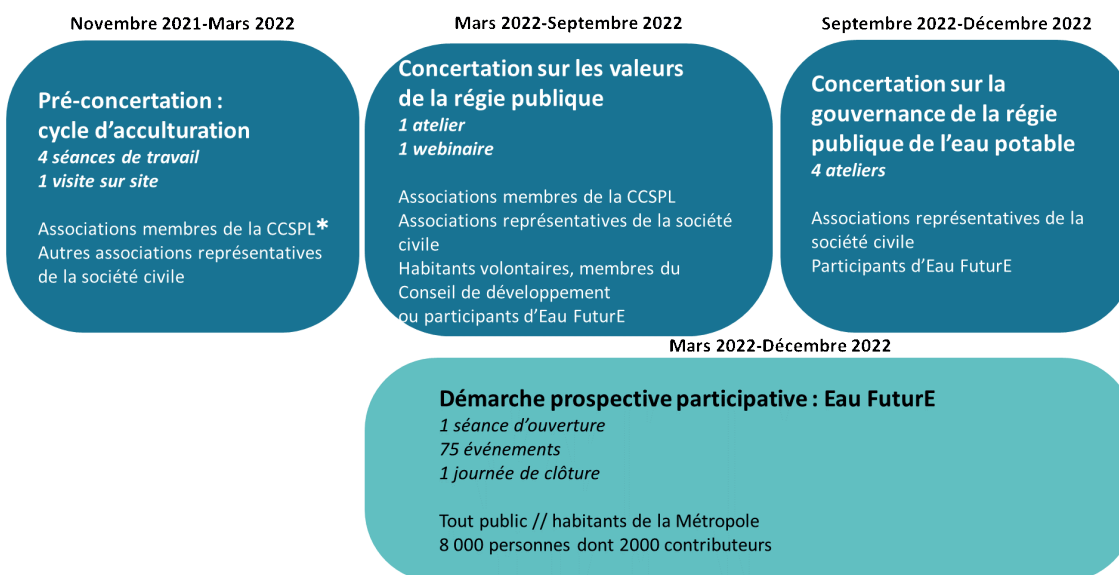 Novembre 2021-Mars 2022
Pré-concertation :
cycle d’acculturation
4 séances de travail
1 visite sur site
Associations membres de la CCSPL*
Autres associations représentatives
de la société civile
Mars 2022-Septembre 2022
Concertation sur les valeurs
de la régie publique
1 atelier
1 webinaire
Associations membres de la CCSPL
Associations représentatives de la société
civile
Habitants volontaires, membres du
Conseil de développement
ou participants d’Eau FuturE
Septembre 2022-Décembre 2022
Concertation sur la
gouvernance de la régie
publique de l’eau potable
4 ateliers
Associations représentatives de la
société civile
Participants d’Eau FuturE
Mars 2022-Décembre 2022
Démarche prospective participative : Eau FuturE
1 séance d’ouverture
75 événements
1 journée de clôture
Tout public // habitants de la Métropole
8 000 personnes dont 2000 contributeurs